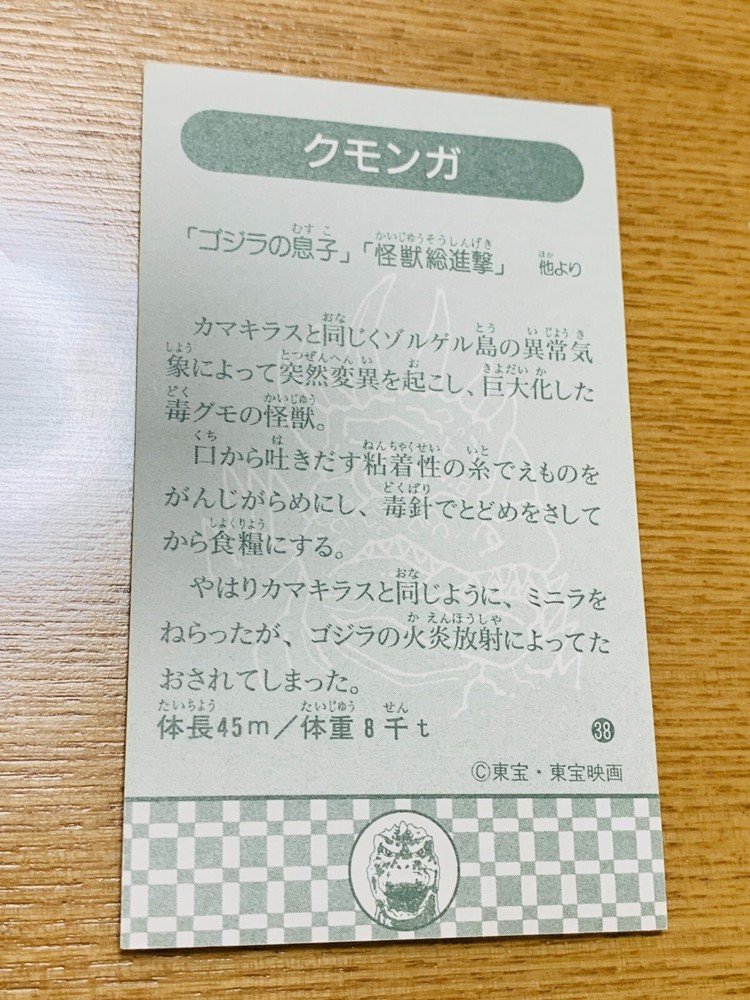 クモンガ
「ゴジラの息子」「怪獣総進撃」　他より
カマキラスと同じくゾルゲル島の異常気
象によって突然変異を起こし、巨大化した
毒グモの怪獣。
口から吐きだす粘着性の糸でえものを
がんじがらめにし、毒針でとどめをさして
から食糧にする。
やはりカマキラスと同じように、ミニラを
ねらったが、ゴジラの火炎放射によってた
おされてしまった。
体長45m／体重8千t
38
©東宝・東宝映画